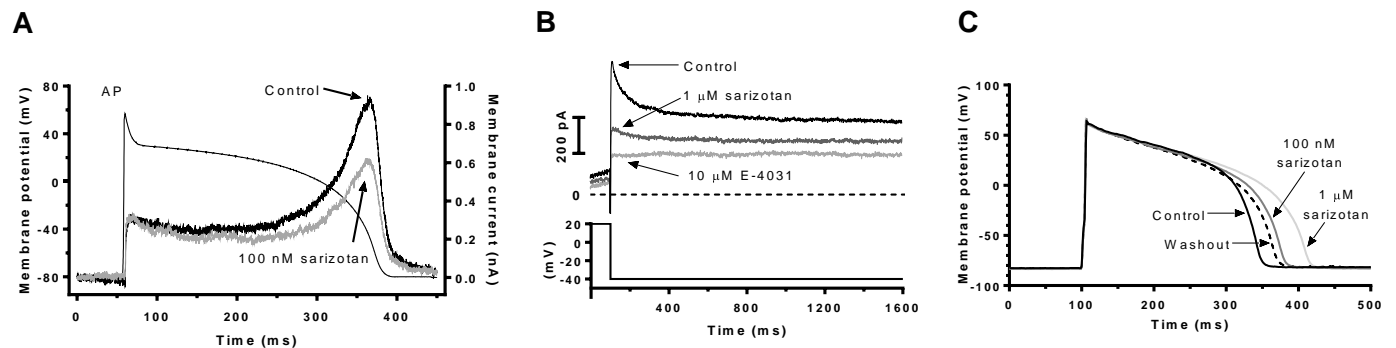 A
B
C
AP
Control
100 nM sarizotan
Membrane potential (mV)
80
40
0
-40
-80
Membrane current (nA)
1.0
0.8
0.6
0.4
0.2
0.0
0
100
200
300
400
Time (ms)
Control
1 μM sarizotan
10 μM E-4031
200 pA
0
(mV)
20
0
-20
-40
400
800
1200
1600
Time (ms)
Membrane potential (mV)
100
50
0
-50
-100
100 nM
sarizotan
1 μM
sarizotan
Control
Washout
0
100
200
300
400
500
Time (ms)